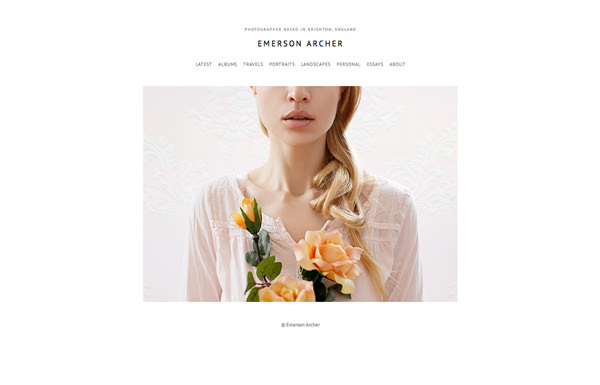 PHOTOGRAPHER BASED IN BRIGHTON, ENGLAND
EMERSON ARCHER
LATEST ALBUMS TRAVELS PORTRAITS LANDSCAPES PERSONAL ESSAYS ABOUT
© Emerson Archer